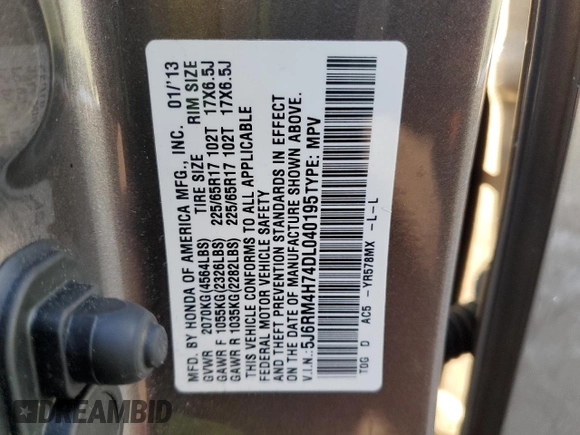 MFD. BY HONDA OF AMERICA MFG., INC. 01/'13
TIRE SIZE RIM SIZE
GVWR 2070KG(4564LBS)
GAWR F 1055KG(2326LBS) 225/65R17 102T 17X6.5J
GAWR R 1035KG(2282LBS) 225/65R17 102T 17X6.5J
THIS VEHICLE CONFORMS TO ALL APPLICABLE
FEDERAL MOTOR VEHICLE SAFETY
AND THEFT PREVENTION STANDARDS IN EFFECT
ON THE DATE OF MANUFACTURE SHOWN ABOVE.
V.I.N.:5J6RM4H74DL040195TYPE: MPV
T0G D AC5 -YR578MX -L-L
DREAMBID